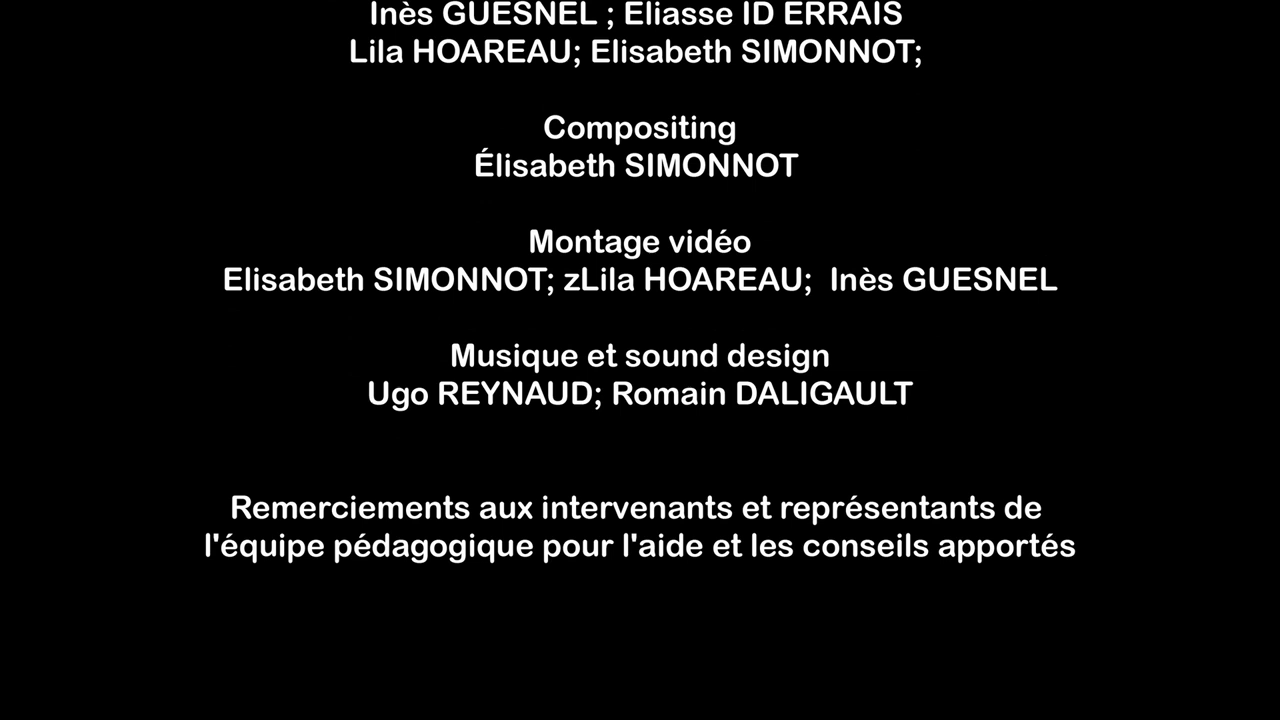 Inès GUESNEL ; Eliasse ID ERRAIS
Lila HOAREAU; Elisabeth SIMONNOT;
Compositing
Élisabeth SIMONNOT
Montage vidéo
Elisabeth SIMONNOT; zLila HOAREAU;  Inès GUESNEL
Musique et sound design
Ugo REYNAUD; Romain DALIGAULT
Remerciements aux intervenants et représentants de
l'équipe pédagogique pour l'aide et les conseils apportés